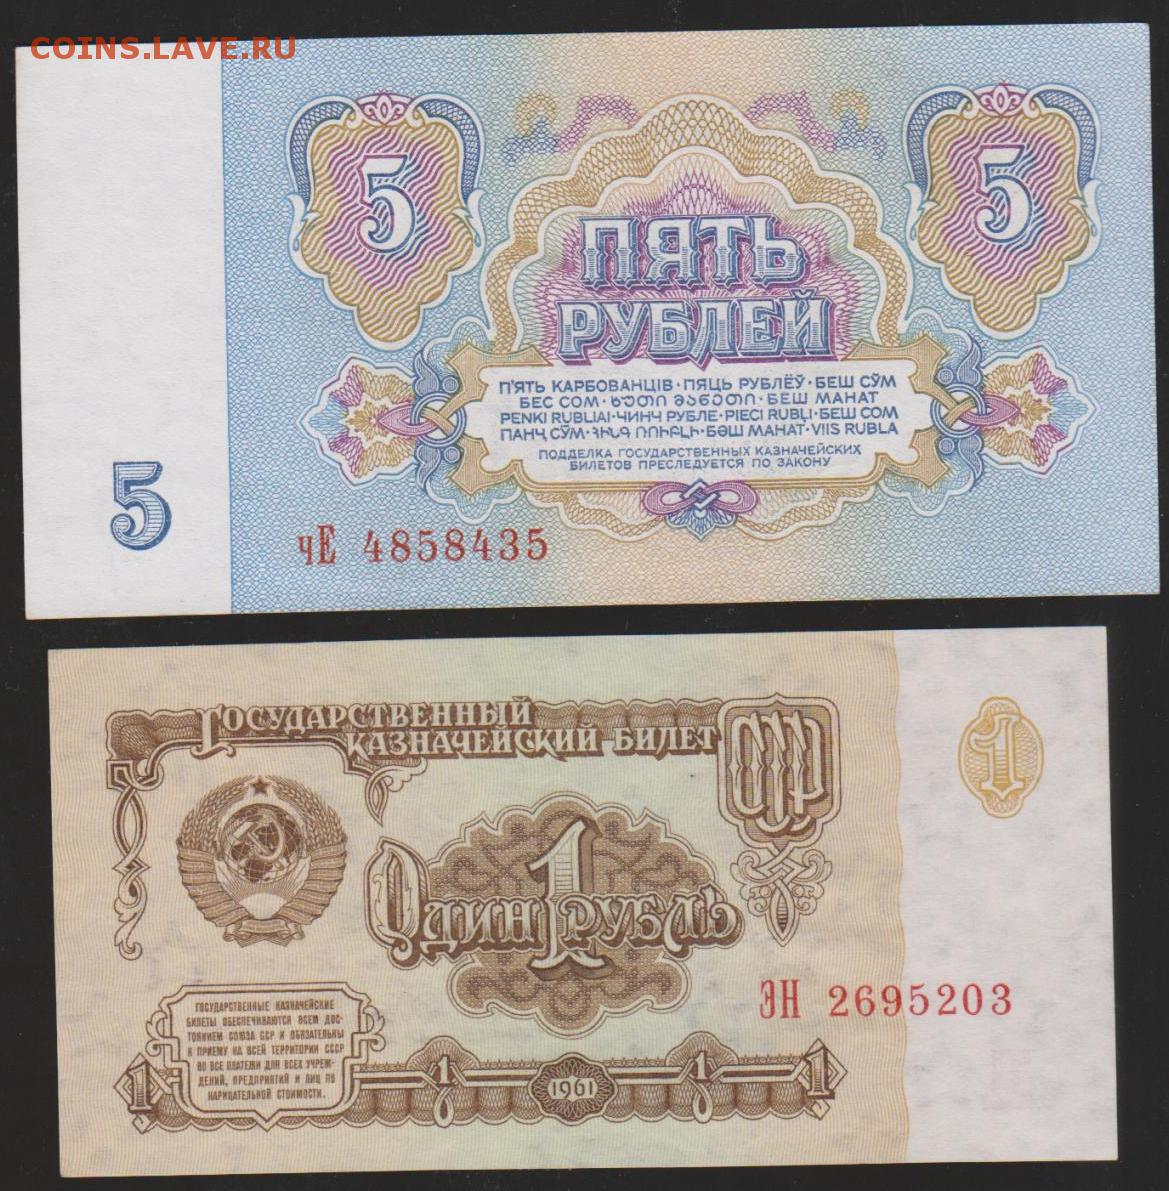 COINS.LAVE.RU
5
5
ПЯТЬ
РУБЛЕЙ
П'ЯТЬ КАРБОВАНЦІВ · ПЯЦЬ РУБЛЁЎ · БЕШ СЎМ
БЕС СОМ · ᲮᲣᲗᲘ ᲛᲐᲜᲔᲗᲘ · БЕШ МАНАТ
PENKI RUBLIAI · ЧИНЧ РУБЛЕ · PIECI RUBĻI · БЕШ СОМ
ПАНҶ СӮМ · ՀԻՆԳ ՌՈՒԲԼԻ · БӘШ МАНАТ · VIIS RUBLA
ПОДДЕЛКА ГОСУДАРСТВЕННЫХ КАЗНАЧЕЙСКИХ
БИЛЕТОВ ПРЕСЛЕДУЕТСЯ ПО ЗАКОНУ
5
чЕ 4858435
ГОСУДАРСТВЕННЫЙ
КАЗНАЧЕЙСКИЙ БИЛЕТ
СССР
1
1
ОДИН РУБЛЬ
ЭН 2695203
ГОСУДАРСТВЕННЫЕ КАЗНАЧЕЙСКИЕ
БИЛЕТЫ ОБЕСПЕЧИВАЮТСЯ ВСЕМ ДОС-
ТОЯНИЕМ СОЮЗА ССР И ОБЯЗАТЕЛЬНЫ
К ПРИЕМУ НА ВСЕЙ ТЕРРИТОРИИ СССР
ВО ВСЕ ПЛАТЕЖИ ДЛЯ ВСЕХ УЧРЕЖ-
ДЕНИЙ, ПРЕДПРИЯТИЙ И ЛИЦ ПО
НАРИЦАТЕЛЬНОЙ СТОИМОСТИ.
1
1
1961
1
1